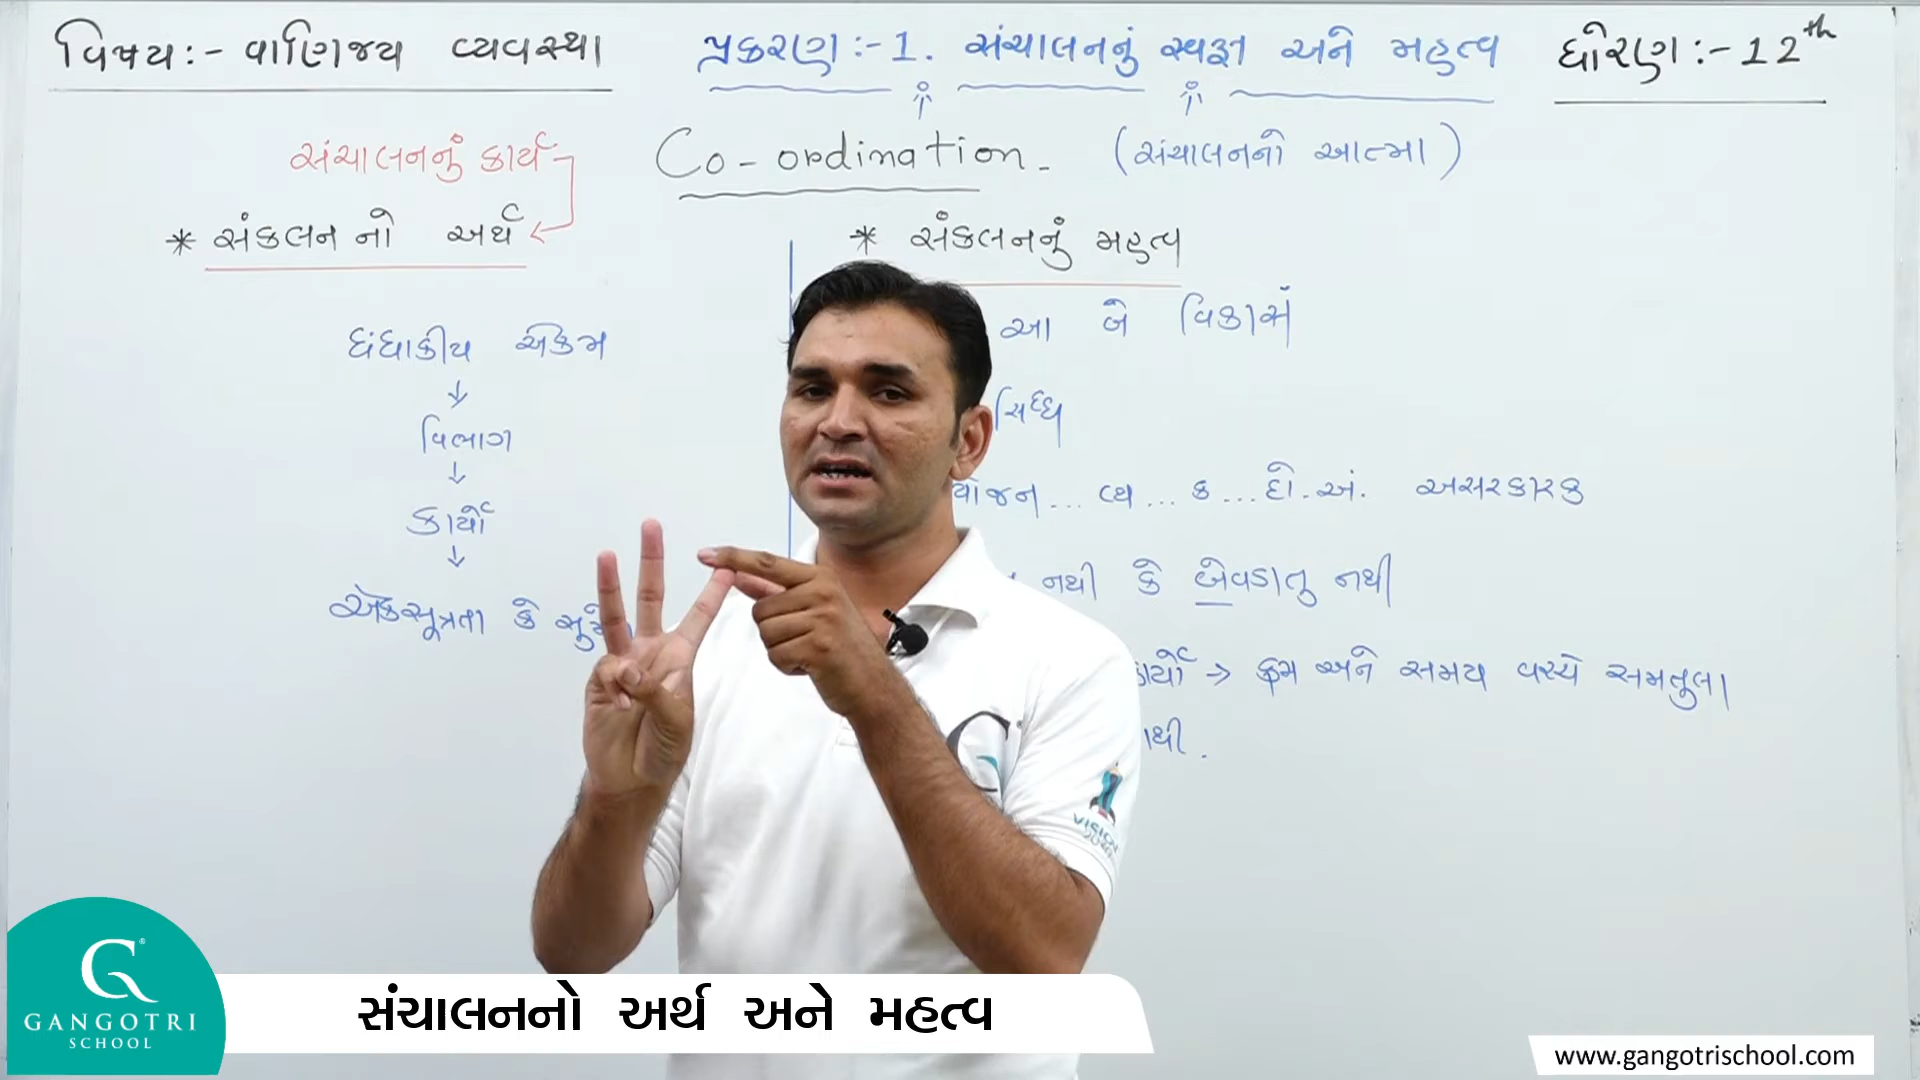 વિષય:- વાણિજ્ય વ્યવસ્થા
પ્રકરણ:-1. સંચાલનનું સ્વરૂપ અને મહત્વ
ધોરણ:-12th
સંચાલનનું કાર્ય
Co-ordination.
(સંચાલનનો આત્મા)
* સંકલન નો અર્થ
ધંધાકીય એકમ
↓
વિભાગ
↓
કાર્યો
↓
એકસૂત્રતા કે
* સંકલનનું મહત્વ
આ બે વિકાસ
સિધ્ધિ
યોજન... વ્ય... ક... દો.અં. અસરકારક
નથી કે બેવડાતુ નથી
કાર્યો → ક્રમ અને સમય વચ્ચે સમતુલા
થી.
VISION
સંચાલનનો અર્થ અને મહત્વ
GANGOTRI
SCHOOL
www.gangotrischool.com